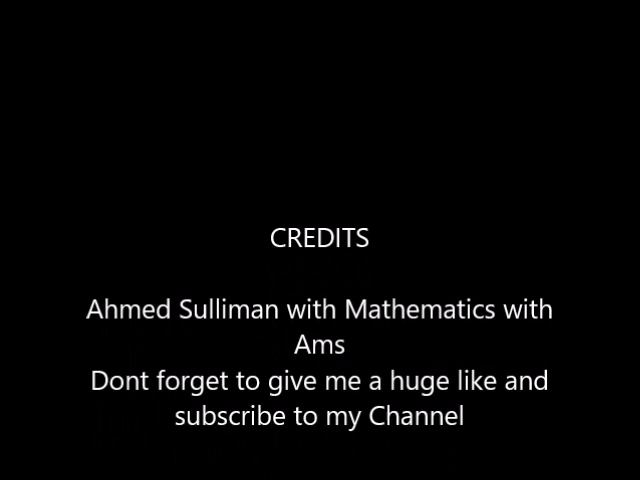 CREDITS
Ahmed Sulliman with Mathematics with
Ams
Dont forget to give me a huge like and
subscribe to my Channel